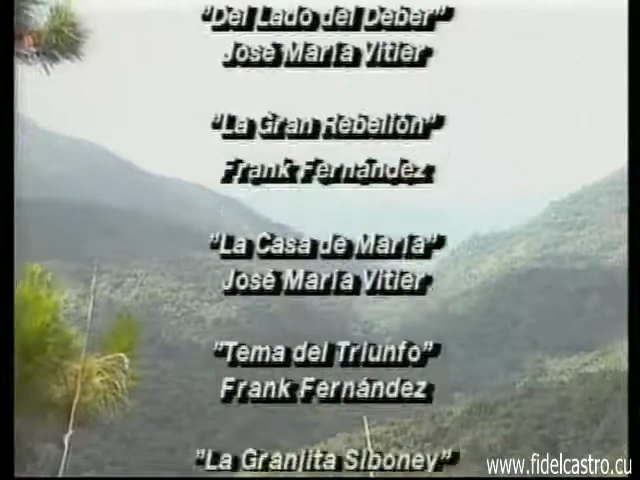 "Del Lado del Deber"
José María Vitier
"La Gran Rebelión"
Frank Fernández
"La Casa de María"
José María Vitier
"Tema del Triunfo"
Frank Fernández
"La Granjita Siboney"
www.fidelcastro.cu